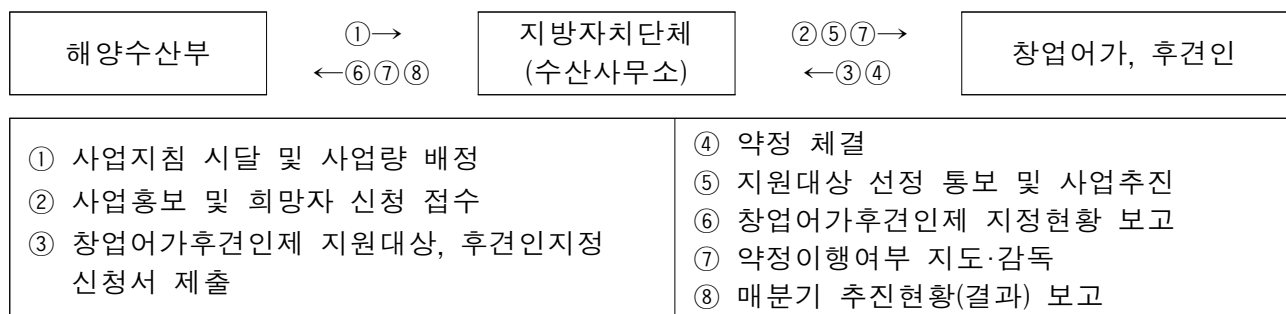 해양수산부
①→
←⑥⑦⑧
지방자치단체
(수산사무소)
②⑤⑦→
←③④
창업어가, 후견인
① 사업지침 시달 및 사업량 배정
② 사업홍보 및 희망자 신청 접수
③ 창업어가후견인제 지원대상, 후견인지정
신청서 제출
④ 약정 체결
⑤ 지원대상 선정 통보 및 사업추진
⑥ 창업어가후견인제 지정현황 보고
⑦ 약정이행여부 지도·감독
⑧ 매분기 추진현황(결과) 보고